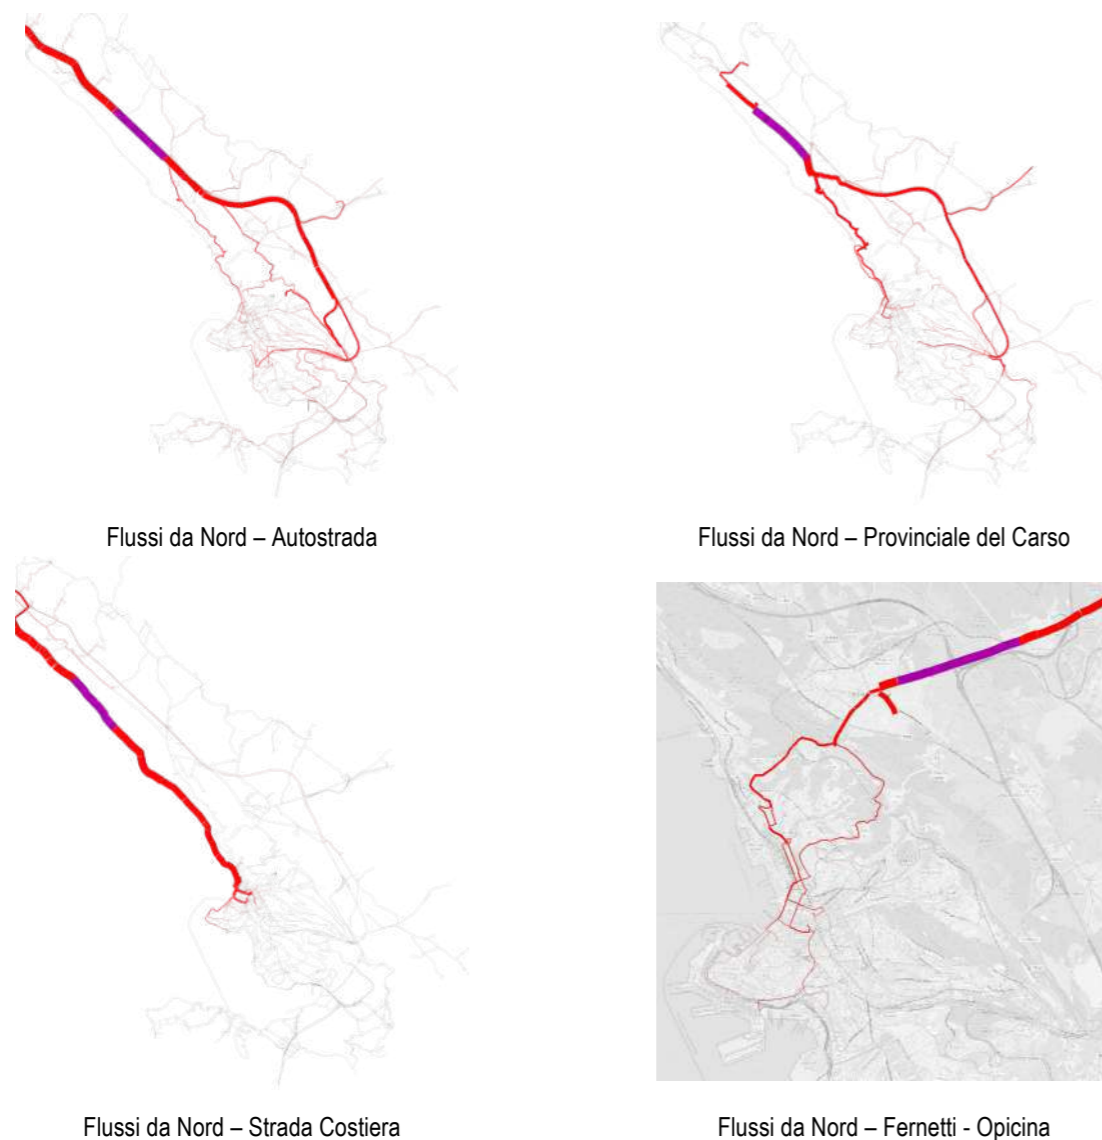 Flussi da Nord – Autostrada
Flussi da Nord – Provinciale del Carso
Flussi da Nord – Strada Costiera
Flussi da Nord – Fernetti - Opicina